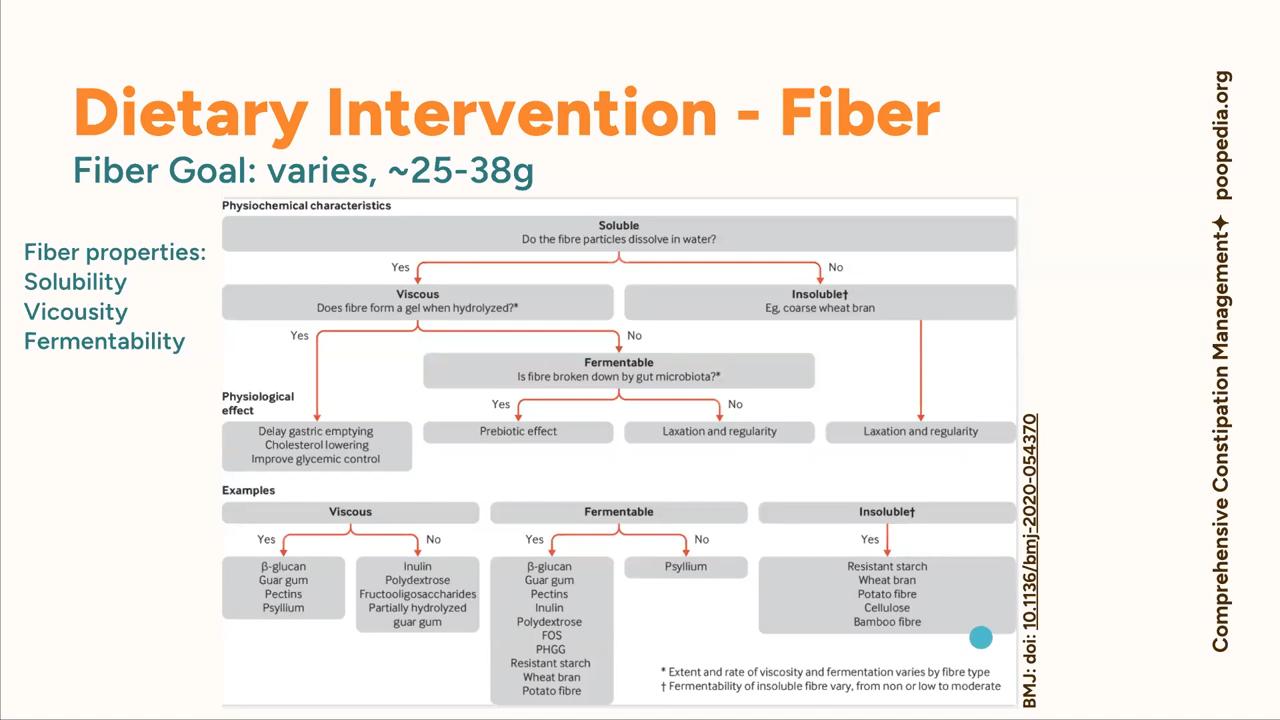 Dietary Intervention - Fiber
Fiber Goal: varies, ~25-38g
Fiber properties:
Solubility
Vicousity
Fermentability
Physiochemical characteristics
Soluble
Do the fibre particles dissolve in water?
Yes
No
Viscous
Does fibre form a gel when hydrolyzed?*
Insoluble†
Eg, coarse wheat bran
Yes
No
Fermentable
Is fibre broken down by gut microbiota?*
Yes
No
Physiological
effect
Delay gastric emptying
Cholesterol lowering
Improve glycemic control
Prebiotic effect
Laxation and regularity
Laxation and regularity
Examples
Viscous
Yes
No
β-glucan
Guar gum
Pectins
Psyllium
Inulin
Polydextrose
Fructooligosaccharides
Partially hydrolyzed
guar gum
Fermentable
Yes
No
β-glucan
Guar gum
Pectins
Inulin
Polydextrose
FOS
PHGG
Resistant starch
Wheat bran
Potato fibre
Psyllium
Insoluble†
Yes
Resistant starch
Wheat bran
Potato fibre
Cellulose
Bamboo fibre
* Extent and rate of viscosity and fermentation varies by fibre type
† Fermentability of insoluble fibre vary, from non or low to moderate
BMJ: doi: 10.1136/bmj-2020-054370
Comprehensive Constipation Management✦ poopedia.org